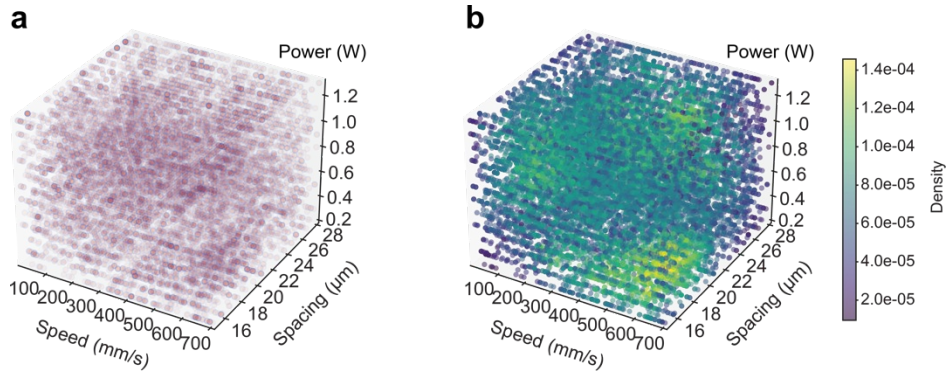 a
Power (W)
1.2
1.0
0.8
0.6
0.4
0.2
28
26
24
22
20
18
16
Spacing (μm)
100
200
300
400
500
600
700
Speed (mm/s)
b
Power (W)
1.2
1.0
0.8
0.6
0.4
0.2
28
26
24
22
20
18
16
Spacing (μm)
100
200
300
400
500
600
700
Speed (mm/s)
1.4e-04
1.2e-04
1.0e-04
8.0e-05
6.0e-05
4.0e-05
2.0e-05
Density